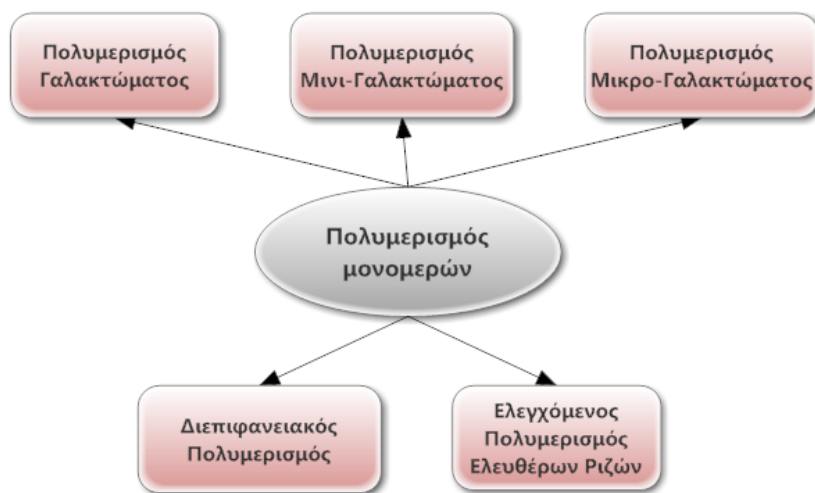 Πολυμερισμός
Γαλακτώματος
Πολυμερισμός
Μινι-Γαλακτώματος
Πολυμερισμός
Μικρο-Γαλακτώματος
Πολυμερισμός
μονομερών
Διεπιφανειακός
Πολυμερισμός
Ελεγχόμενος
Πολυμερισμός
Ελευθέρων Ριζών